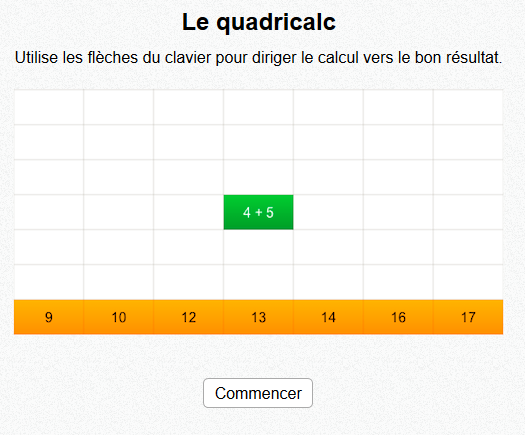 Le quadricalc
Utilise les flèches du clavier pour diriger le calcul vers le bon résultat.
4 + 5
9 10 12 13 14 16 17
Commencer